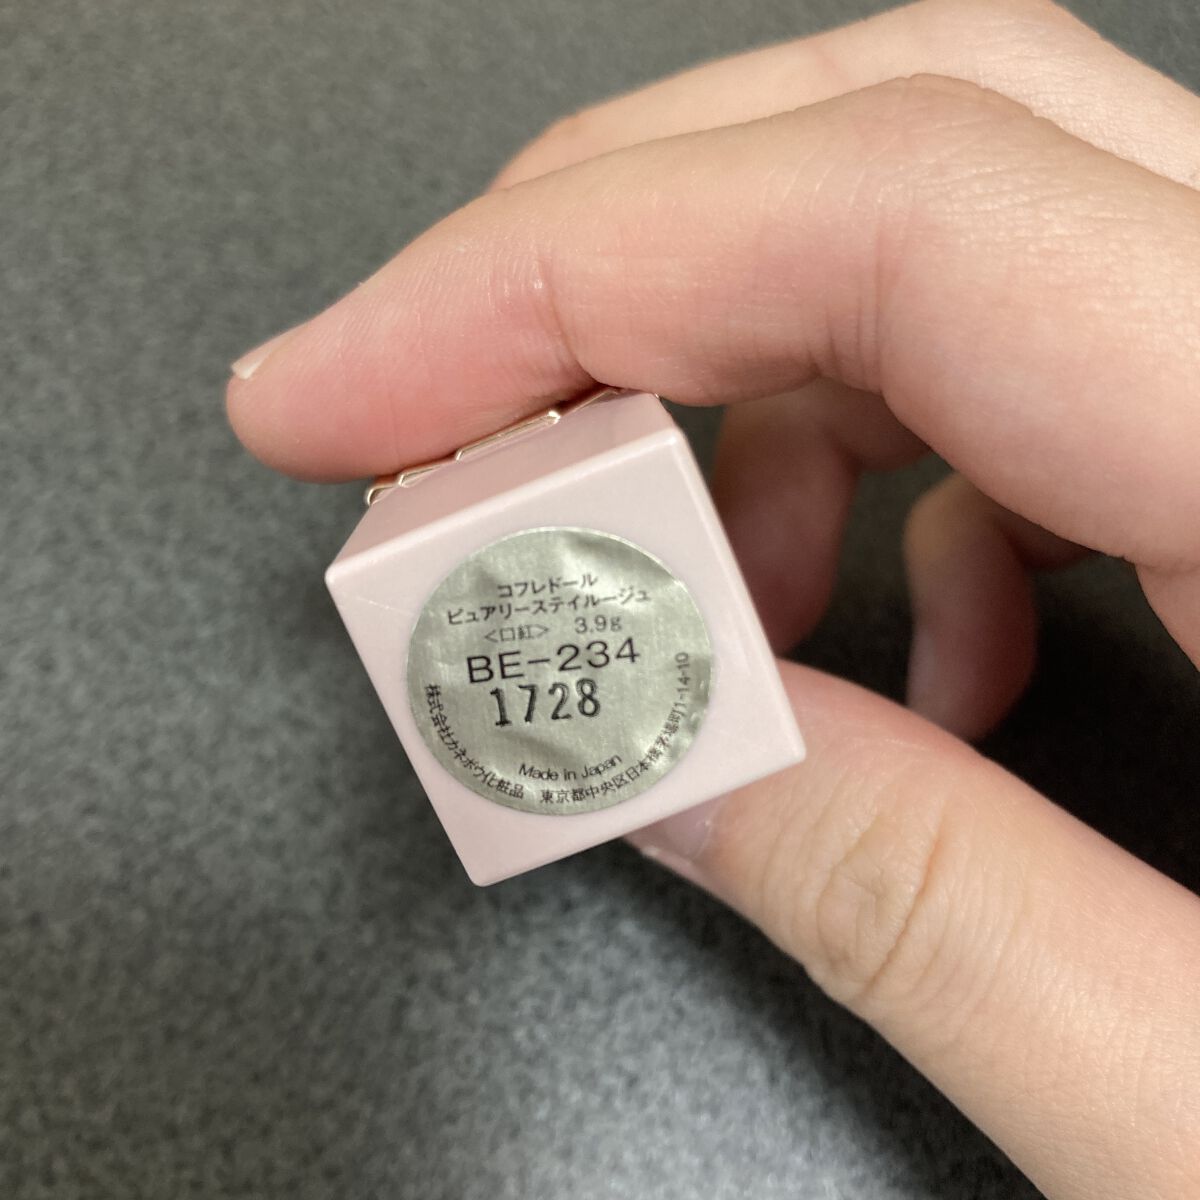 コフレドール
ピュアリーステイルージュ
<口紅> 3.9g
BE-234
1728
Made in Japan
株式会社カネボウ化粧品 東京都中央区日本橋茅場町1-14-10